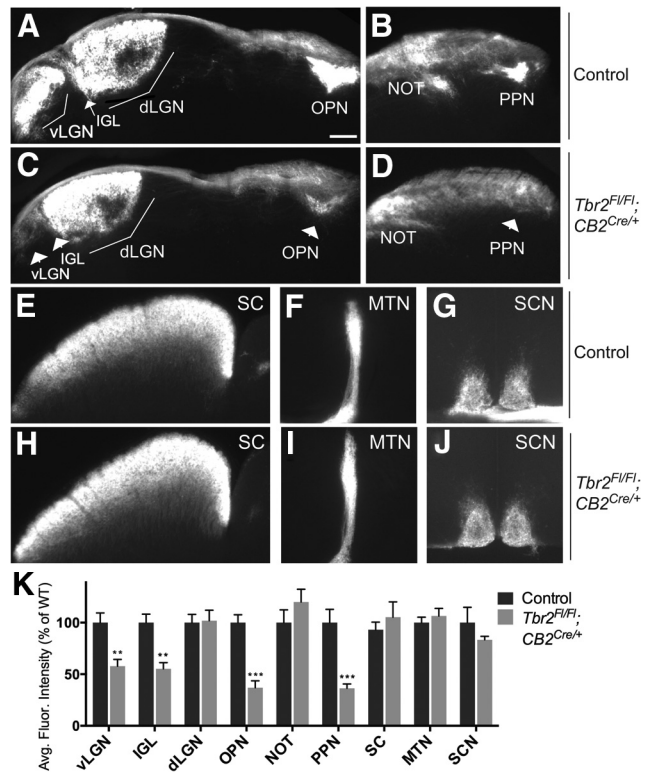 A
B
vLGN
IGL
dLGN
OPN
NOT
PPN
Control
C
D
vLGN
IGL
dLGN
OPN
NOT
PPN
Tbr2Fl/Fl;
CB2Cre/+
E
SC
F
MTN
G
SCN
Control
H
SC
I
MTN
J
SCN
Tbr2Fl/Fl;
CB2Cre/+
K
Avg. Fluor. Intensity (% of WT)
100
50
0
**
**
***
***
Control
Tbr2Fl/Fl;
CB2Cre/+
vLGN
IGL
dLGN
OPN
NOT
PPN
SC
MTN
SCN